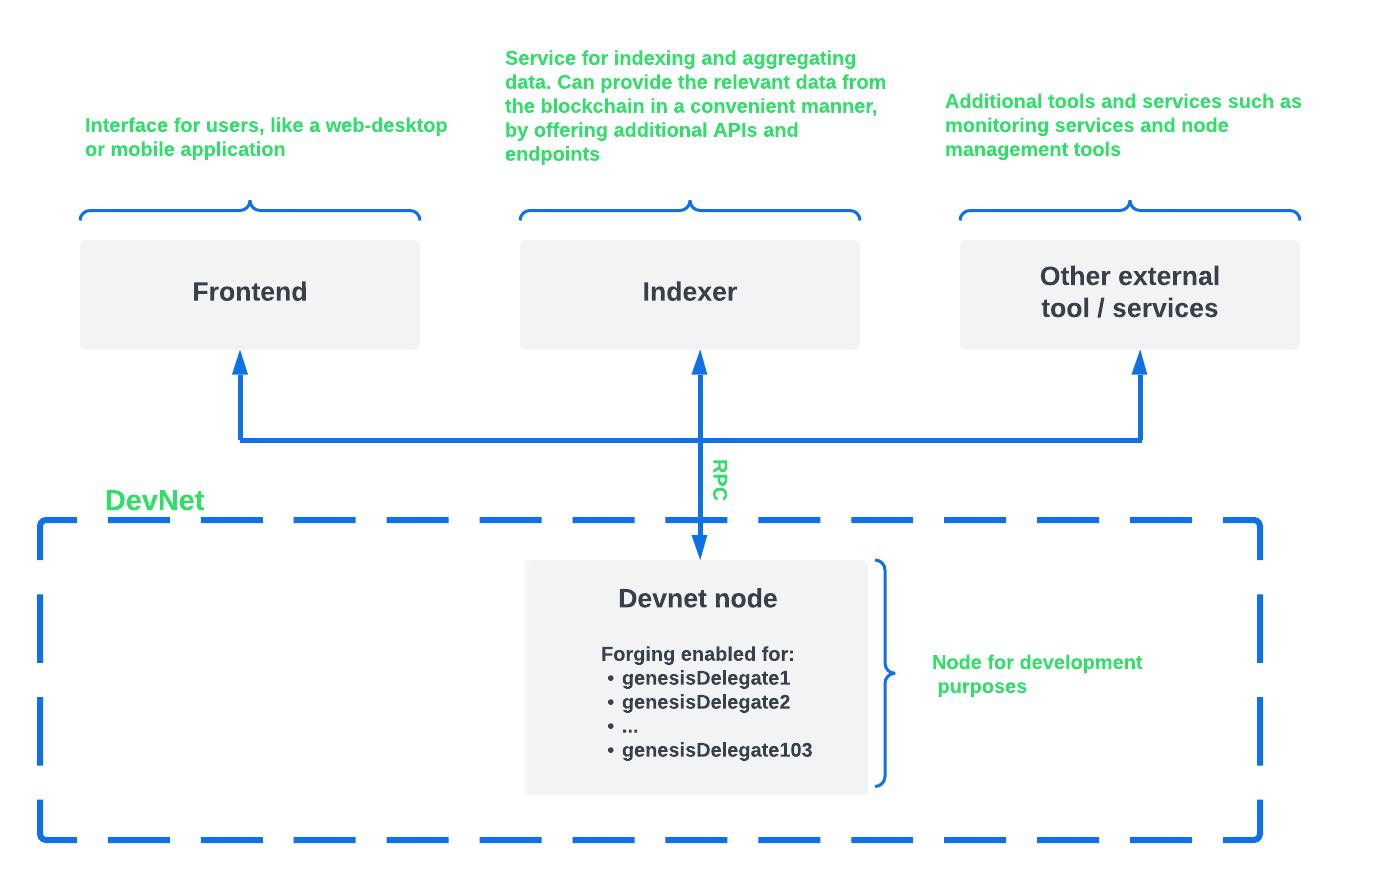 Interface for users, like a web-desktop
or mobile application
Service for indexing and aggregating
data. Can provide the relevant data from
the blockchain in a convenient manner,
by offering additional APIs and
endpoints
Additional tools and services such as
monitoring services and node
management tools
Frontend
Indexer
Other external
tool / services
RPC
DevNet
Devnet node
Forging enabled for:
• genesisDelegate1
• genesisDelegate2
• ...
• genesisDelegate103
Node for development
purposes